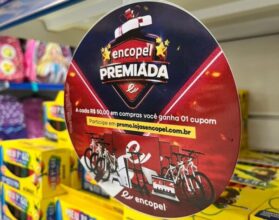 encopel
PREMIADA
A cada R$ 50,00 em compras você ganha 01 cupom
Participe em promo.lojasencopel.com.br
encopel